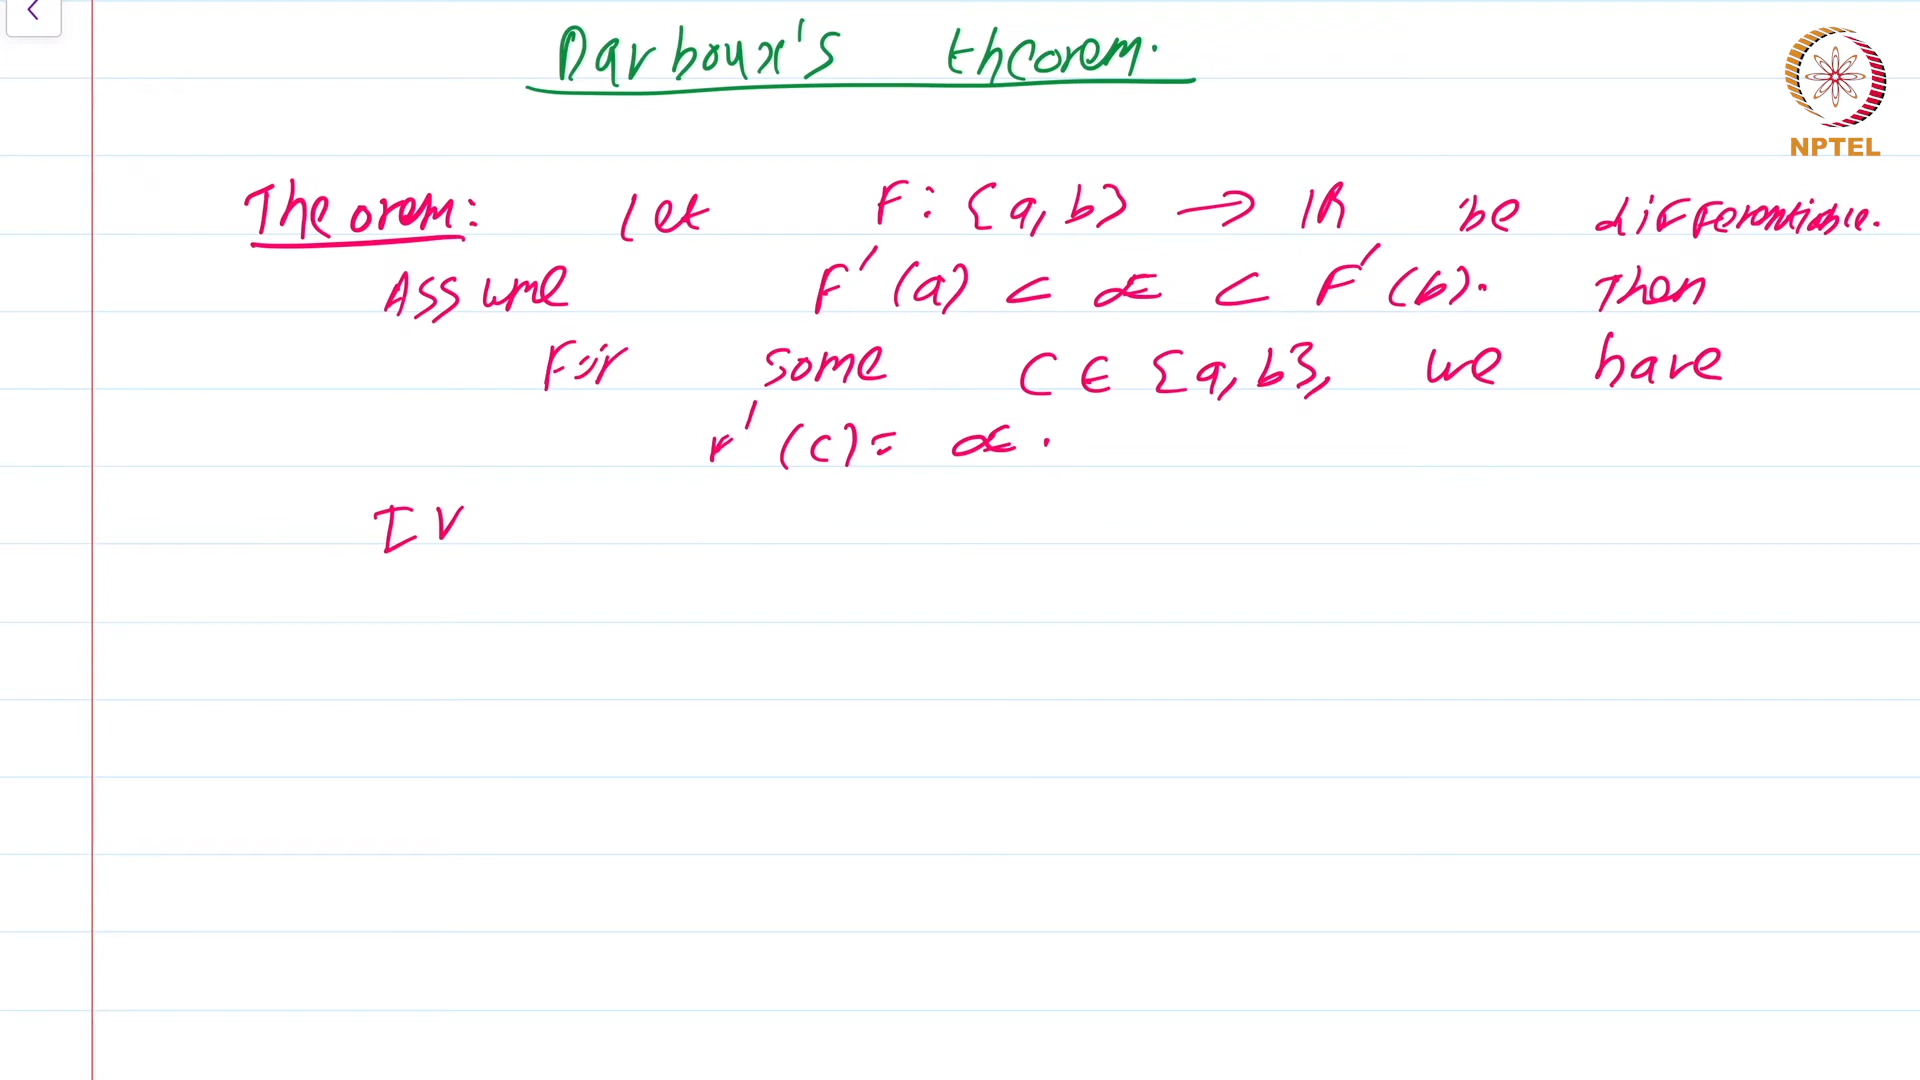 Darboux's theorem.
NPTEL
Theorem: Let F: [a, b] → ℝ be differentiable.
Assume F'(a) < α < F'(b). Then
For some c ∈ [a, b], we have
F'(c) = α.
IV